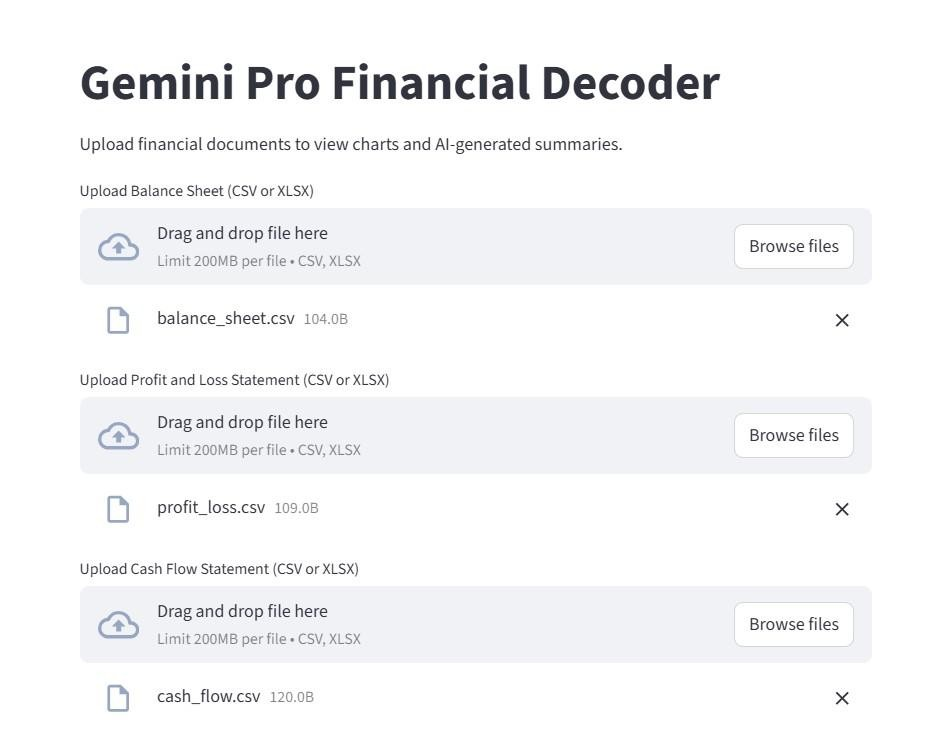 Gemini Pro Financial Decoder
Upload financial documents to view charts and AI-generated summaries.
Upload Balance Sheet (CSV or XLSX)
Drag and drop file here
Limit 200MB per file • CSV, XLSX
Browse files
balance_sheet.csv 104.0B
Upload Profit and Loss Statement (CSV or XLSX)
Drag and drop file here
Limit 200MB per file • CSV, XLSX
Browse files
profit_loss.csv 109.0B
Upload Cash Flow Statement (CSV or XLSX)
Drag and drop file here
Limit 200MB per file • CSV, XLSX
Browse files
cash_flow.csv 120.0B